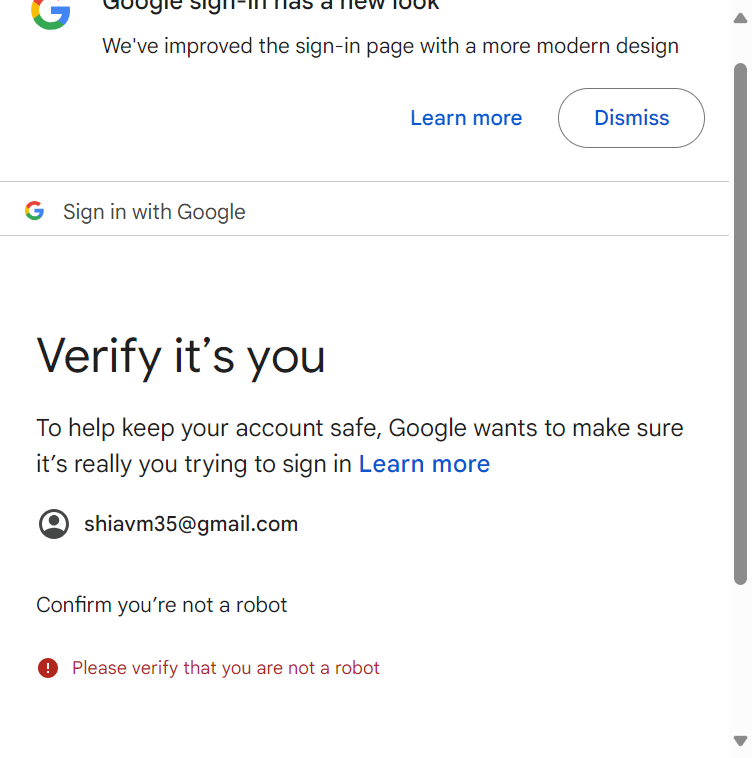 Google sign-in has a new look
We've improved the sign-in page with a more modern design
Learn more
Dismiss
Sign in with Google
Verify it’s you
To help keep your account safe, Google wants to make sure
it’s really you trying to sign in Learn more
shiavm35@gmail.com
Confirm you’re not a robot
Please verify that you are not a robot